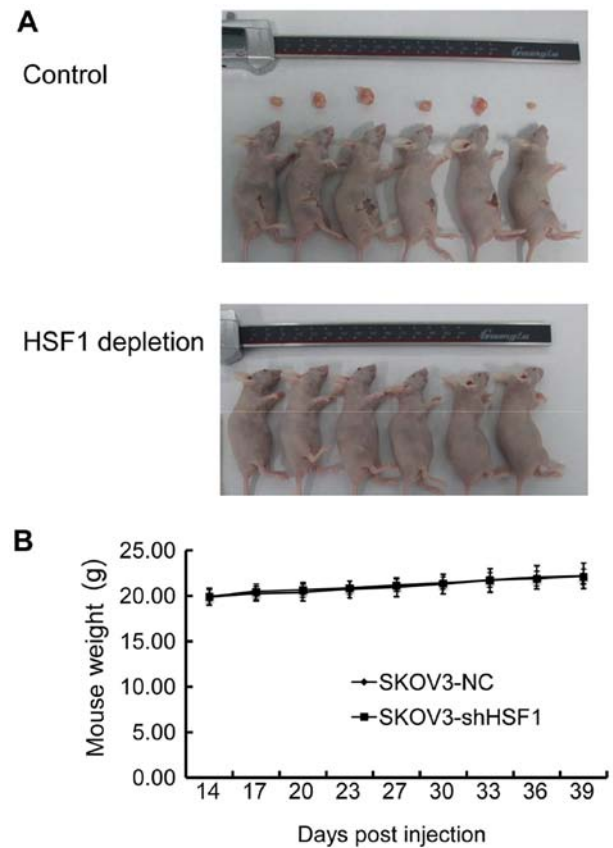 A
Control
HSF1 depletion
B
Mouse weight (g)
25.00
20.00
15.00
10.00
5.00
0.00
SKOV3-NC
SKOV3-shHSF1
14 17 20 23 27 30 33 36 39
Days post injection